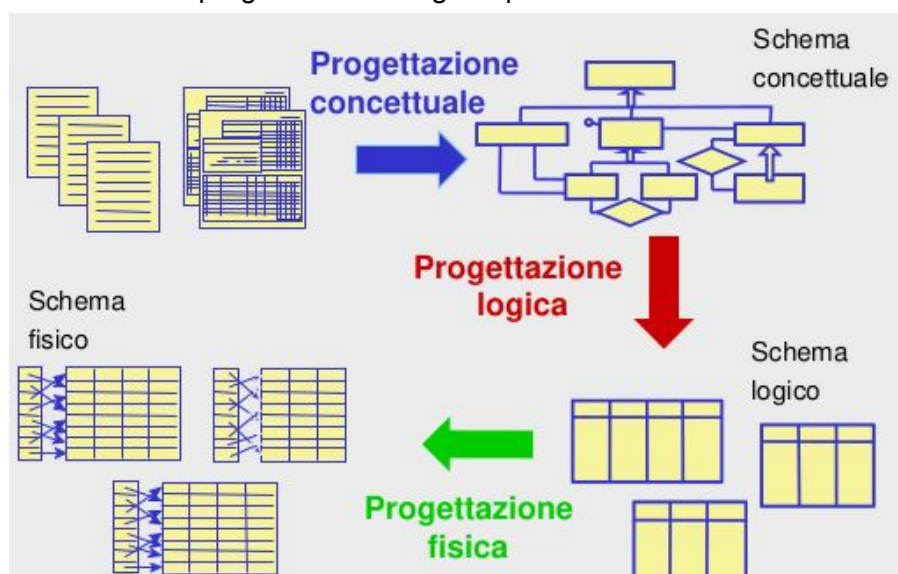 Progettazione
concettuale
Schema
concettuale
Progettazione
logica
Schema
fisico
Schema
logico
Progettazione
fisica